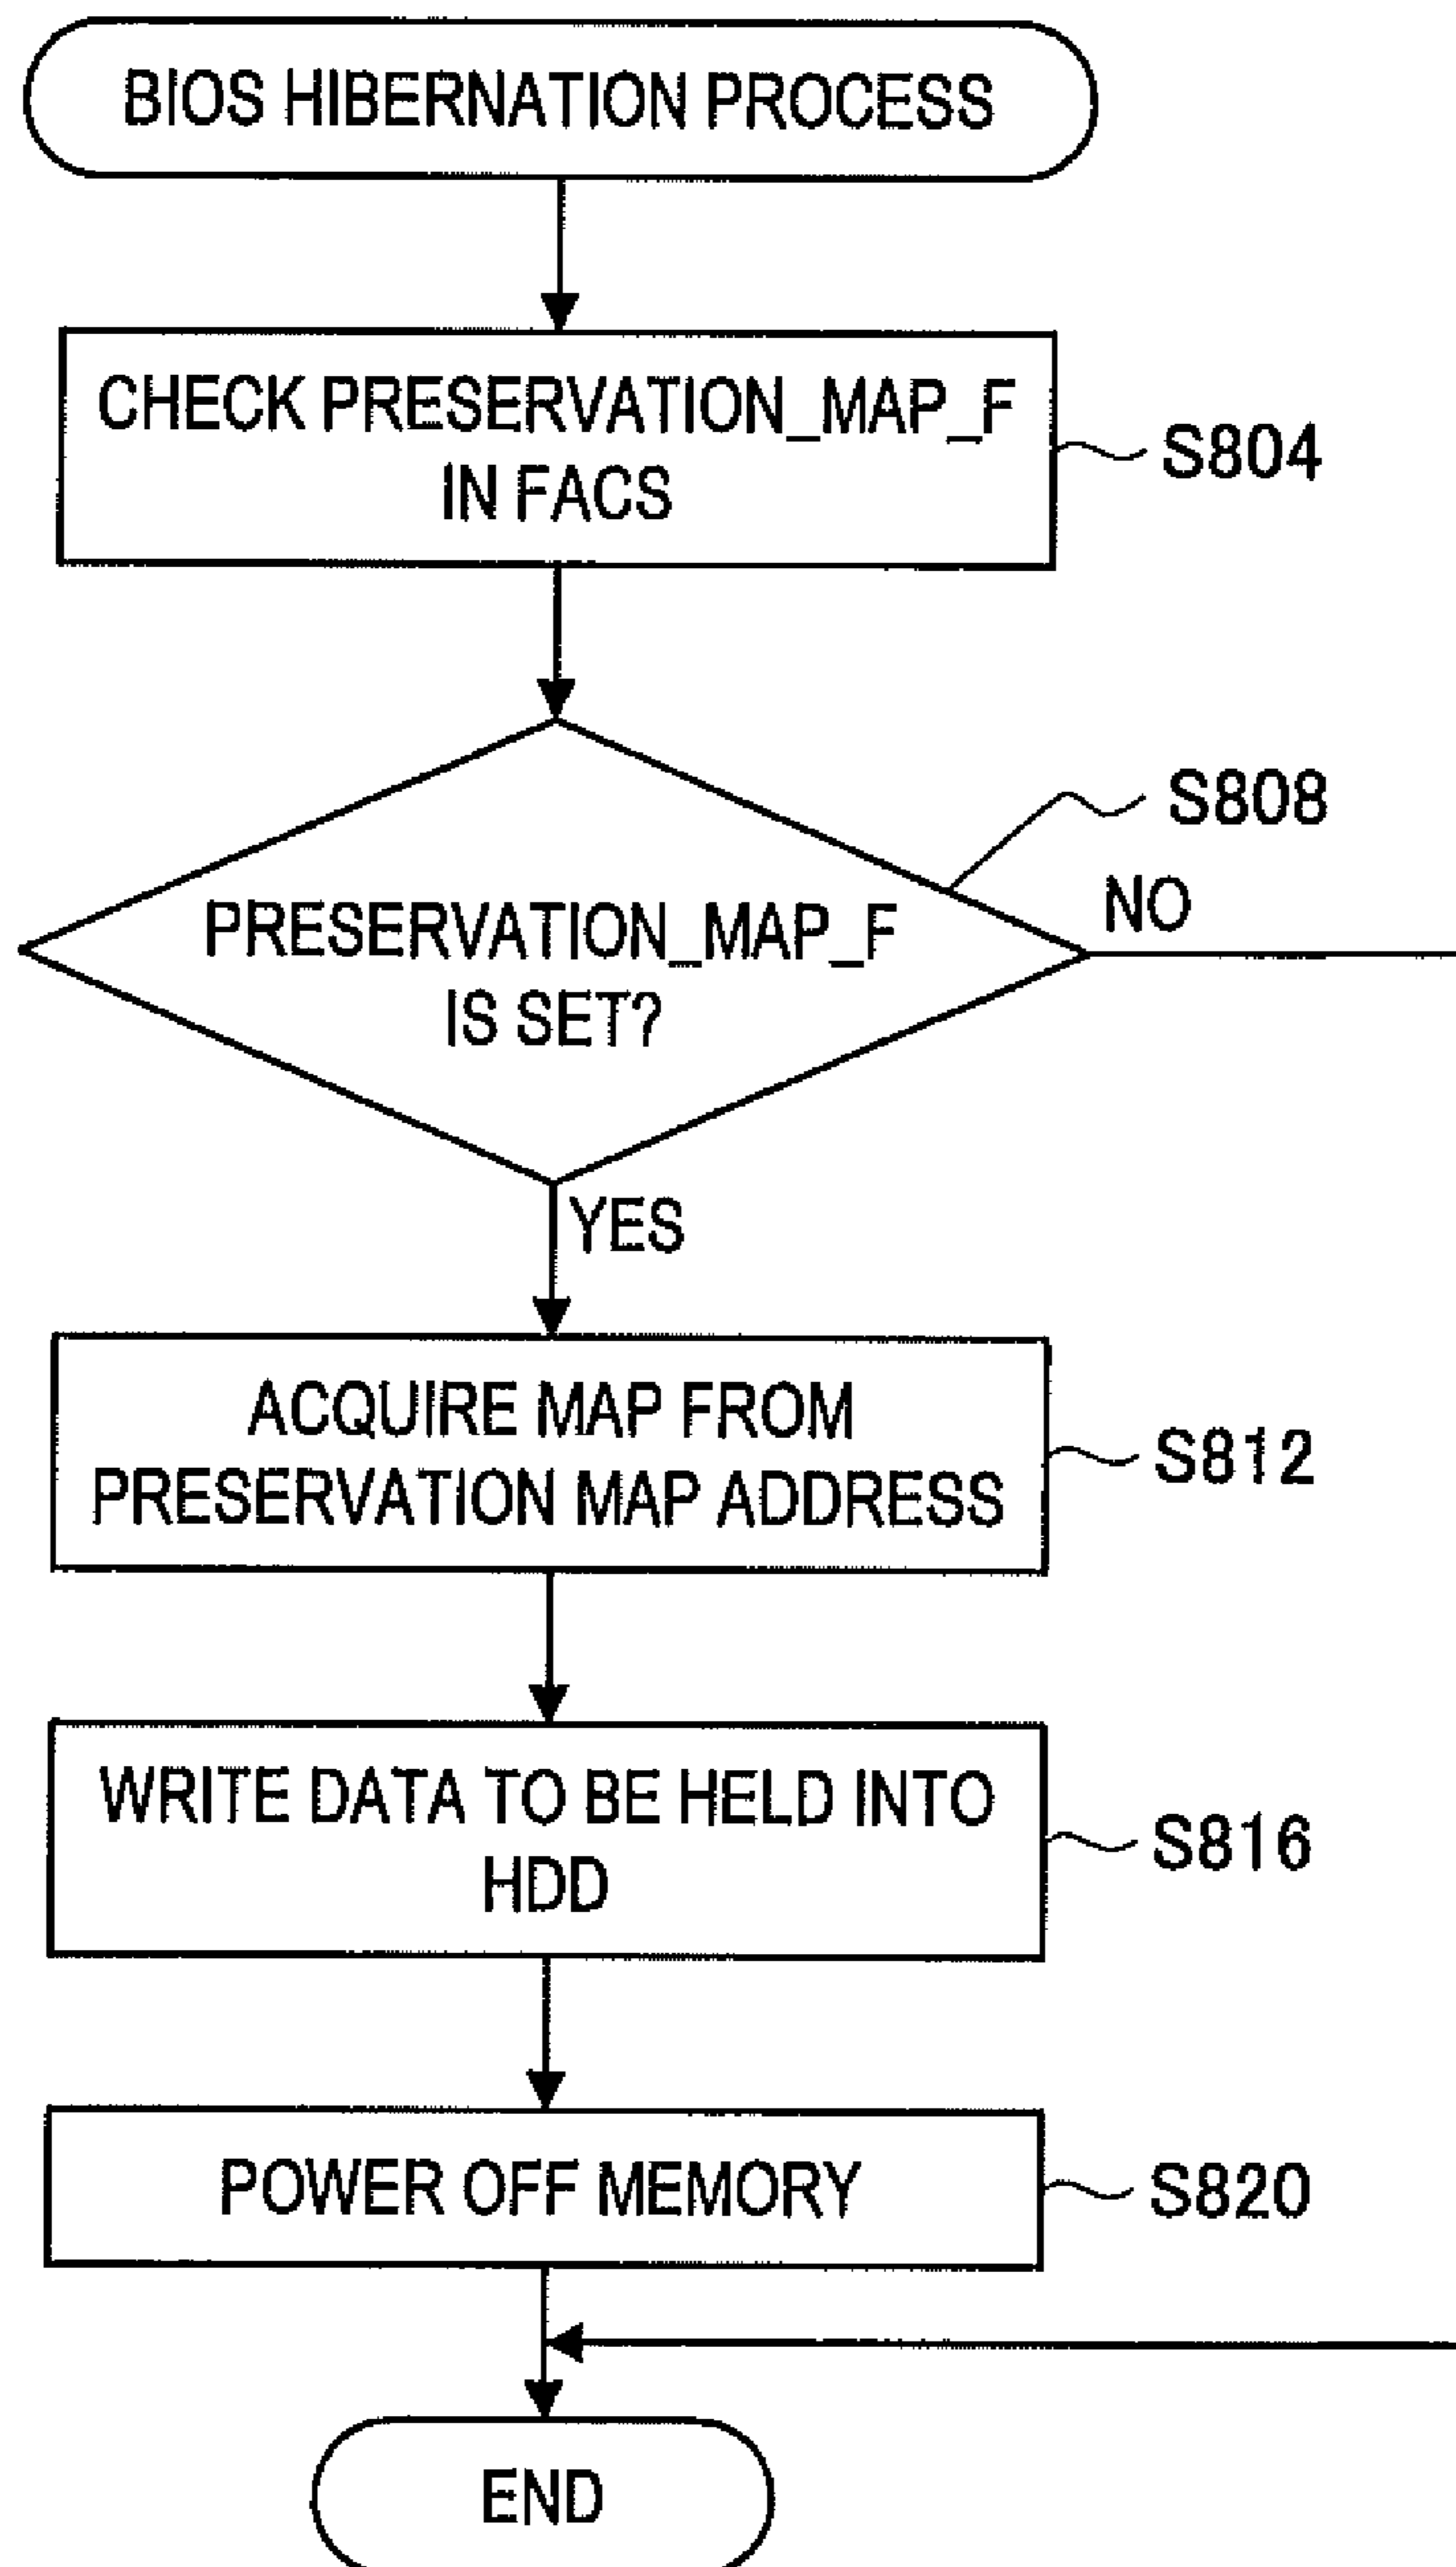 BIOS HIBERNATION PROCESS
CHECK PRESERVATION_MAP_F
IN FACS
S804
S808
NO
PRESERVATION_MAP_F
IS SET?
YES
ACQUIRE MAP FROM
PRESERVATION MAP ADDRESS
S812
WRITE DATA TO BE HELD INTO
HDD
S816
POWER OFF MEMORY
S820
END